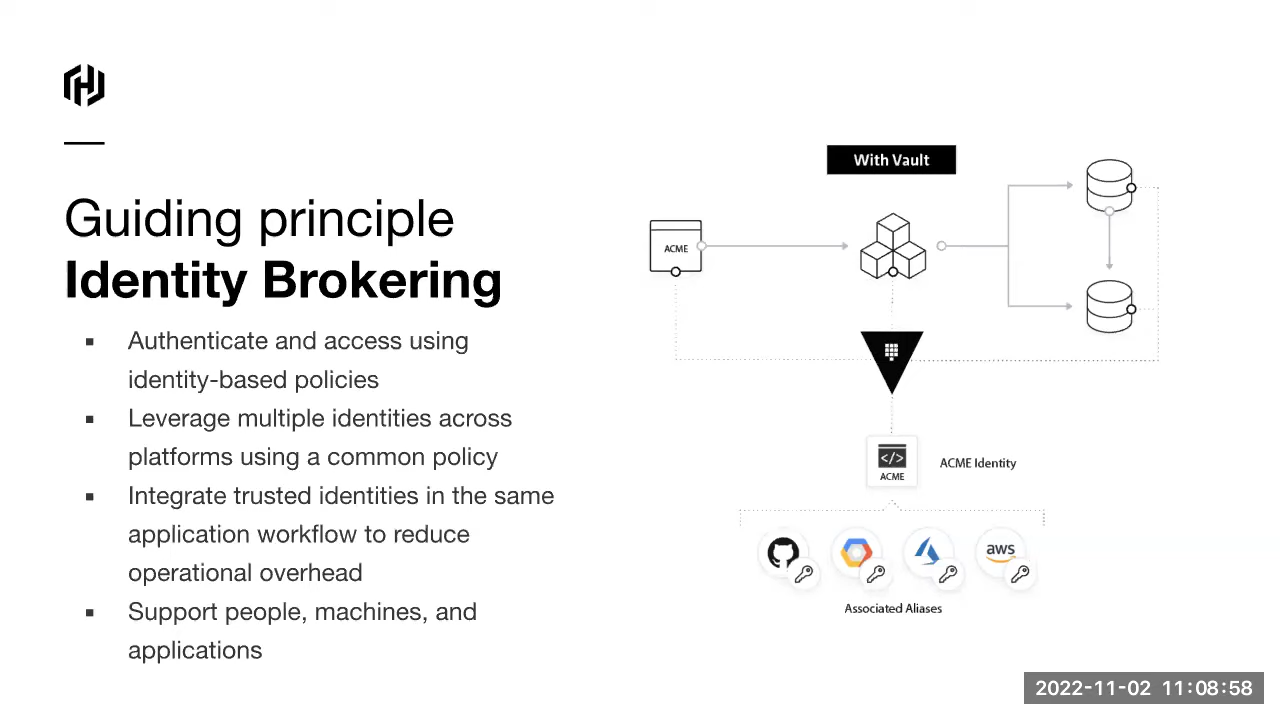 Guiding principle
Identity Brokering
▪ Authenticate and access using
identity-based policies
▪ Leverage multiple identities across
platforms using a common policy
▪ Integrate trusted identities in the same
application workflow to reduce
operational overhead
▪ Support people, machines, and
applications
With Vault
ACME
</>
ACME
ACME Identity
aws
Associated Aliases
2022-11-02 11:08:58